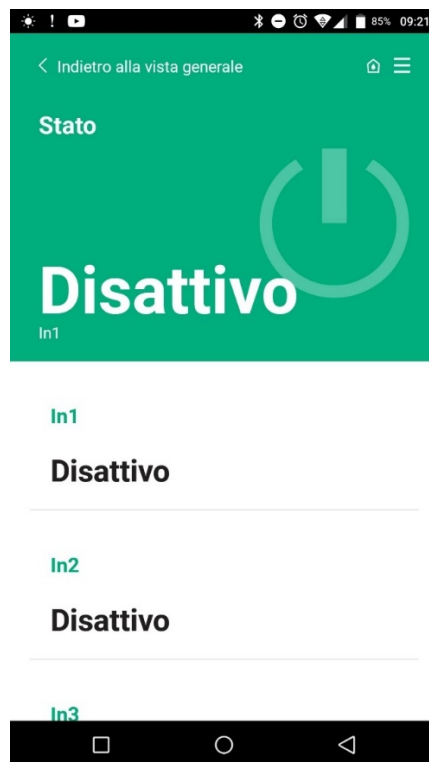 85% 09:21
Indietro alla vista generale
Stato
Disattivo
In1
In1
Disattivo
In2
Disattivo
In3